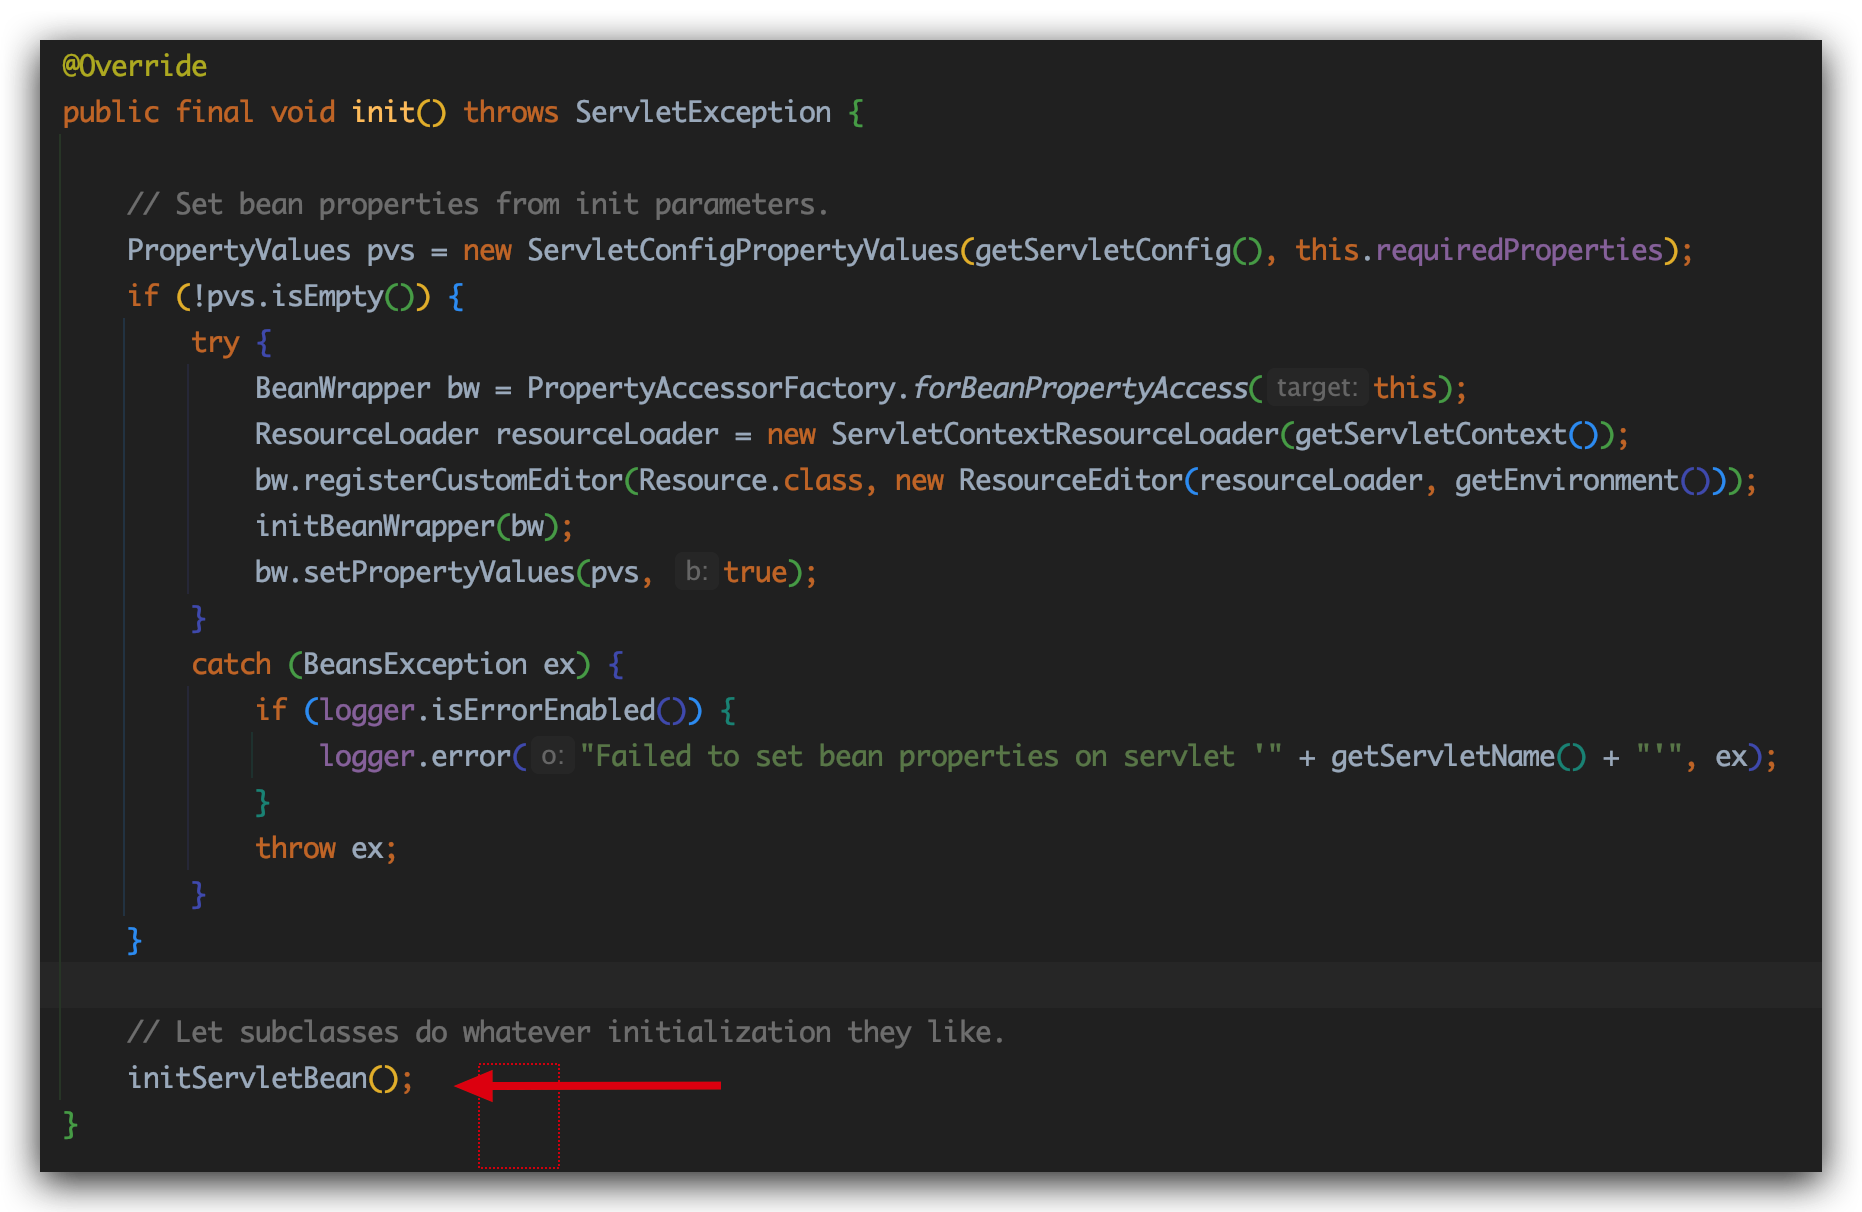 @Override
public final void init() throws ServletException {
// Set bean properties from init parameters.
PropertyValues pvs = new ServletConfigPropertyValues(getServletConfig(), this.requiredProperties);
if (!pvs.isEmpty()) {
try {
BeanWrapper bw = PropertyAccessorFactory.forBeanPropertyAccess( target: this);
ResourceLoader resourceLoader = new ServletContextResourceLoader(getServletContext());
bw.registerCustomEditor(Resource.class, new ResourceEditor(resourceLoader, getEnvironment()));
initBeanWrapper(bw);
bw.setPropertyValues(pvs, b: true);
}
catch (BeansException ex) {
if (logger.isErrorEnabled()) {
logger.error( o: "Failed to set bean properties on servlet '" + getServletName() + "'", ex);
}
throw ex;
}
}
// Let subclasses do whatever initialization they like.
initServletBean();
}